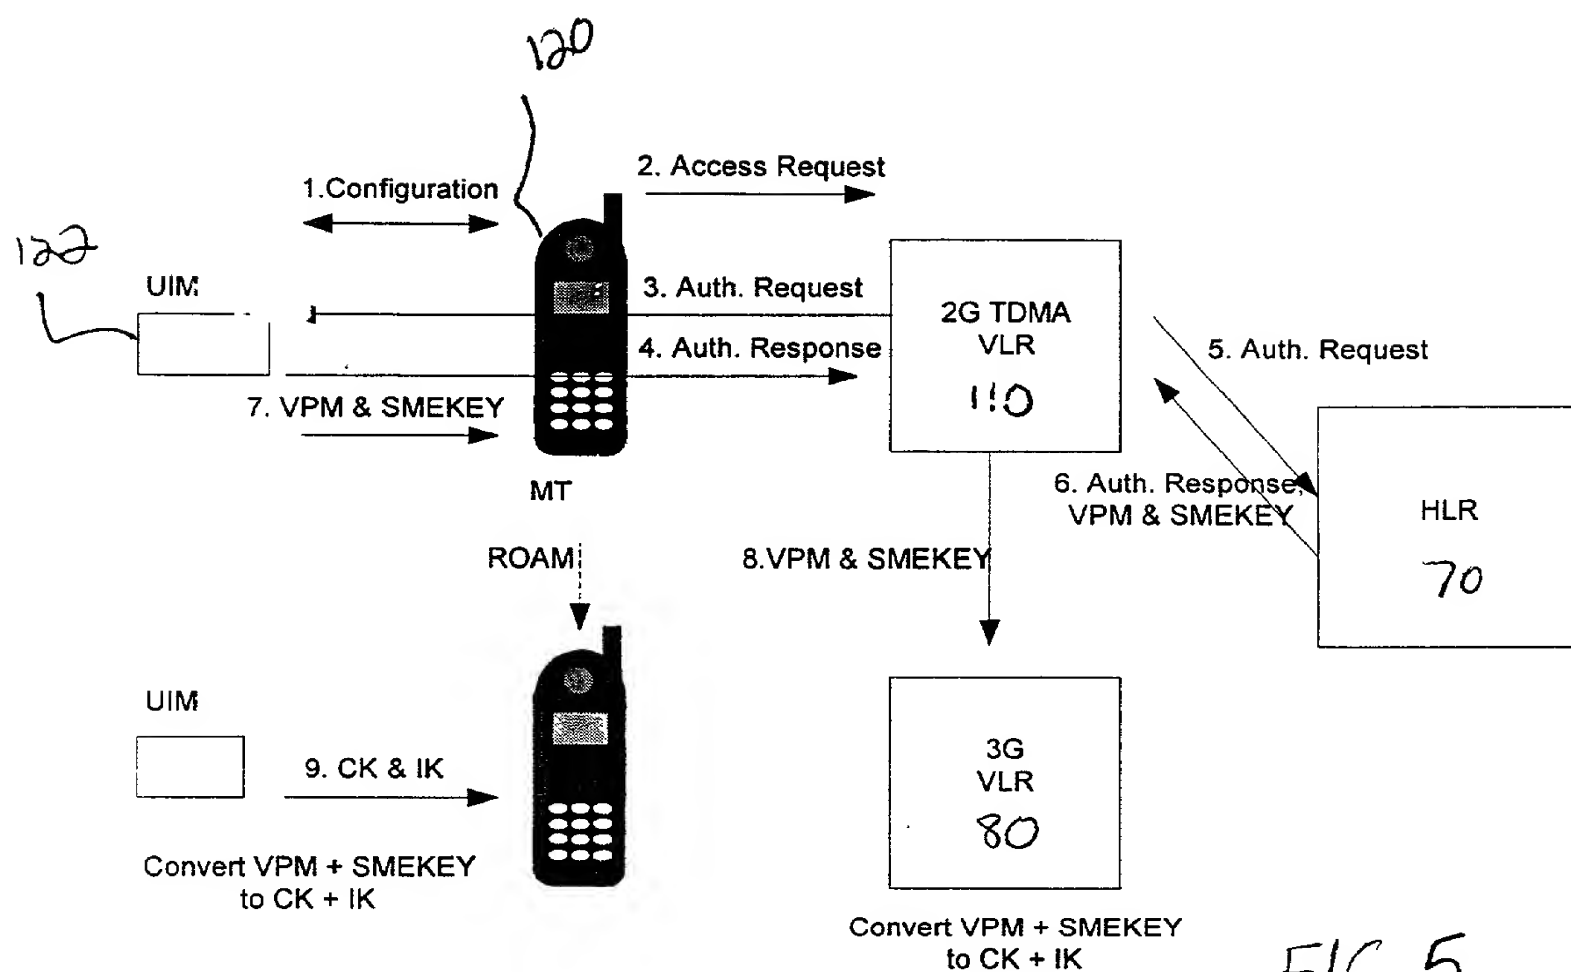 120
2. Access Request
1.Configuration
122
UIM
3. Auth. Request
2G TDMA
VLR
110
4. Auth. Response
5. Auth. Request
7. VPM & SMEKEY
MT
6. Auth. Response,
VPM & SMEKEY
HLR
70
ROAM
8.VPM & SMEKEY
UIM
9. CK & IK
3G
VLR
80
Convert VPM + SMEKEY
to CK + IK
Convert VPM + SMEKEY
to CK + IK
FIG 5